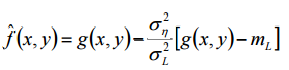 f̂(x,y) = g(x,y) − σ_η² / σ_L² [g(x,y) − m_L]